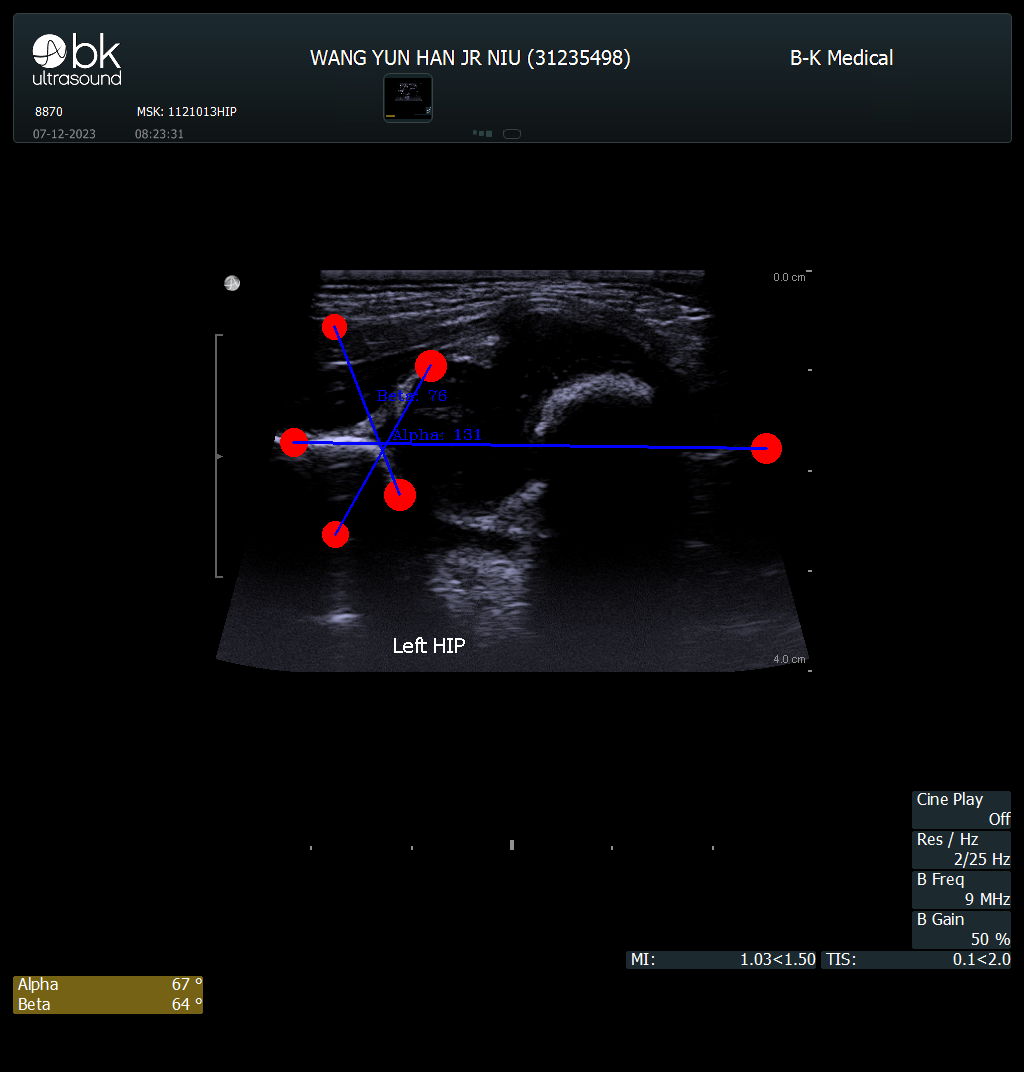 bk
ultrasound
WANG YUN HAN JR NIU (31235498)
B-K Medical
8870
MSK: 1121013HIP
07-12-2023
08:23:31
0.0 cm
Beta: 76
Alpha: 131
Left HIP
4.0 cm
Cine Play
Off
Res / Hz
2/25 Hz
B Freq
9 MHz
B Gain
50 %
MI: 1.03<1.50
TIS: 0.1<2.0
Alpha 67 º
Beta 64 º